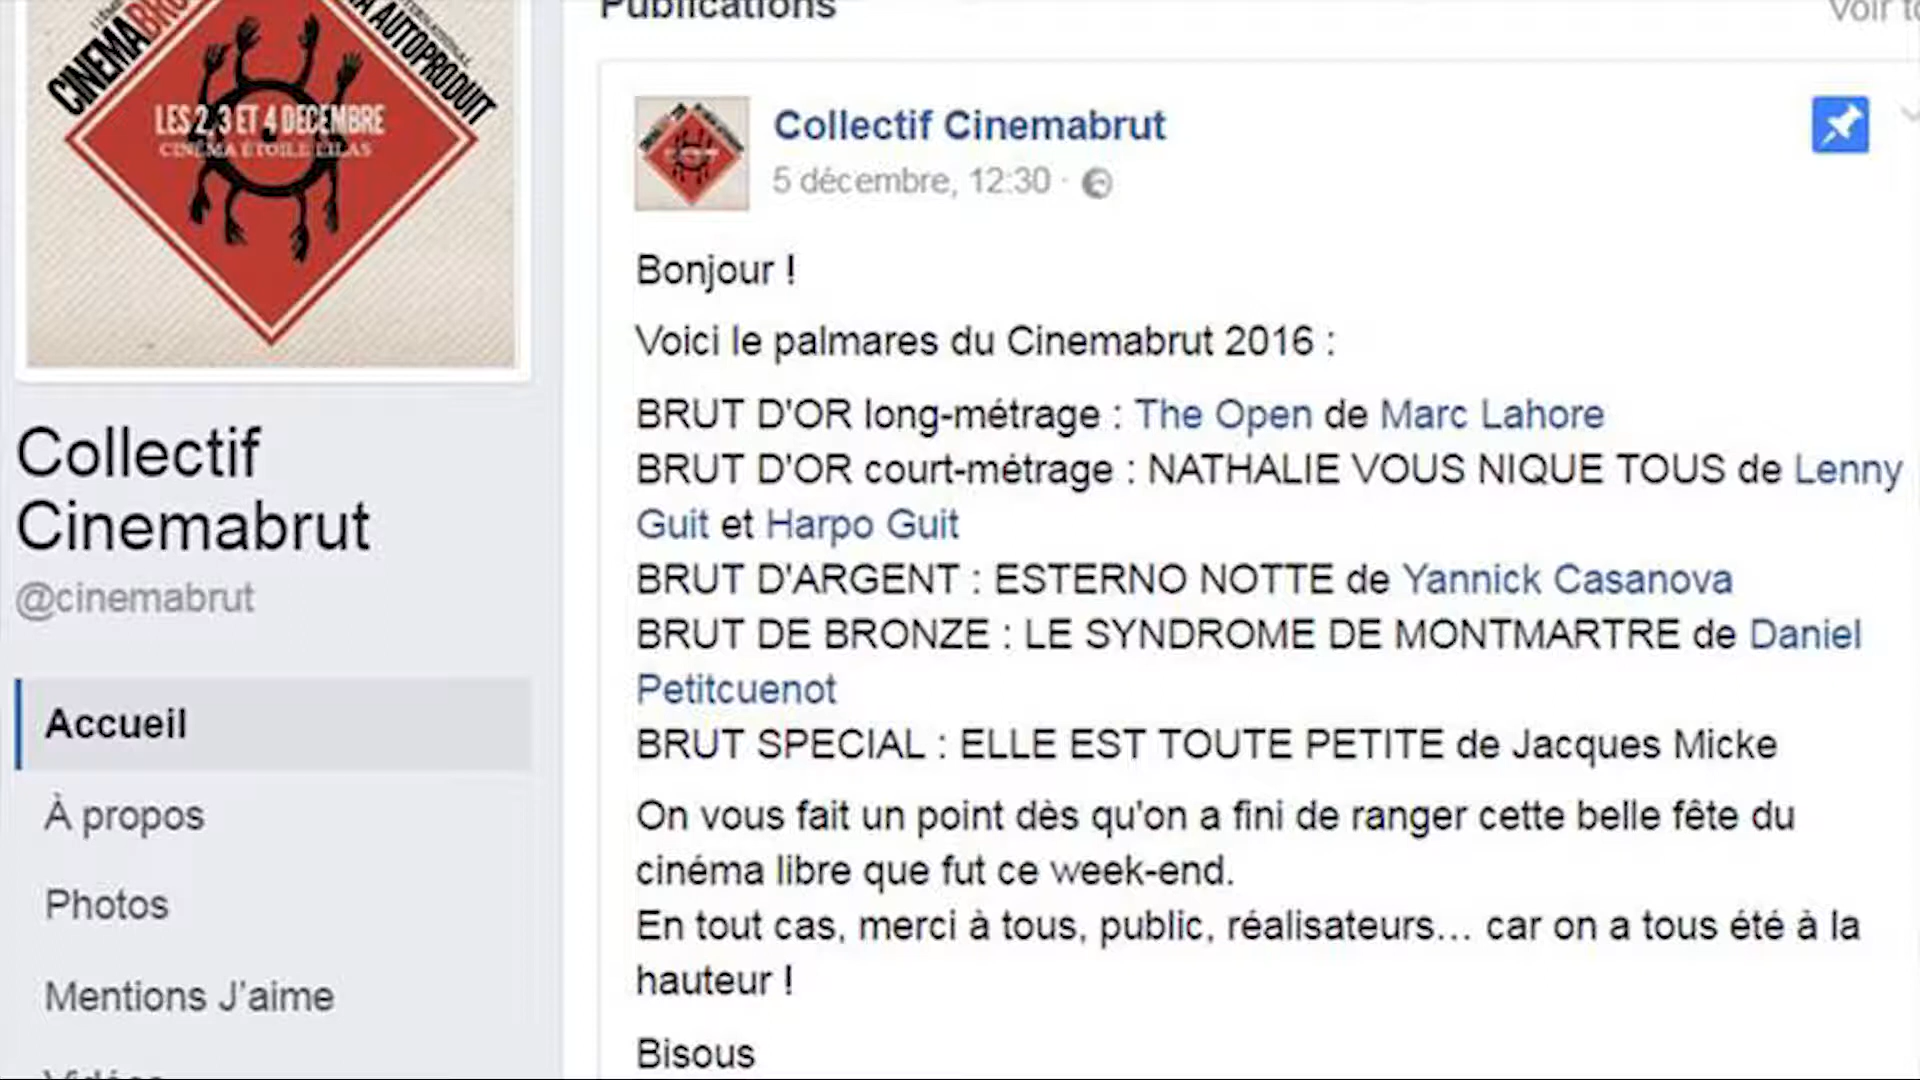 CINEMABRU
A AUTOPRODUIT
LES 2, 3 ET 4 DECEMBRE
CINÉMA ÉTOILE LILAS
Collectif
Cinemabrut
@cinemabrut
Accueil
À propos
Photos
Mentions J'aime
Vidéos
Publications
Voir to
Collectif Cinemabrut
5 décembre, 12:30 ·
Bonjour !
Voici le palmares du Cinemabrut 2016 :
BRUT D'OR long-métrage : The Open de Marc Lahore
BRUT D'OR court-métrage : NATHALIE VOUS NIQUE TOUS de Lenny
Guit et Harpo Guit
BRUT D'ARGENT : ESTERNO NOTTE de Yannick Casanova
BRUT DE BRONZE : LE SYNDROME DE MONTMARTRE de Daniel
Petitcuenot
BRUT SPECIAL : ELLE EST TOUTE PETITE de Jacques Micke
On vous fait un point dès qu'on a fini de ranger cette belle fête du
cinéma libre que fut ce week-end.
En tout cas, merci à tous, public, réalisateurs... car on a tous été à la
hauteur !
Bisous